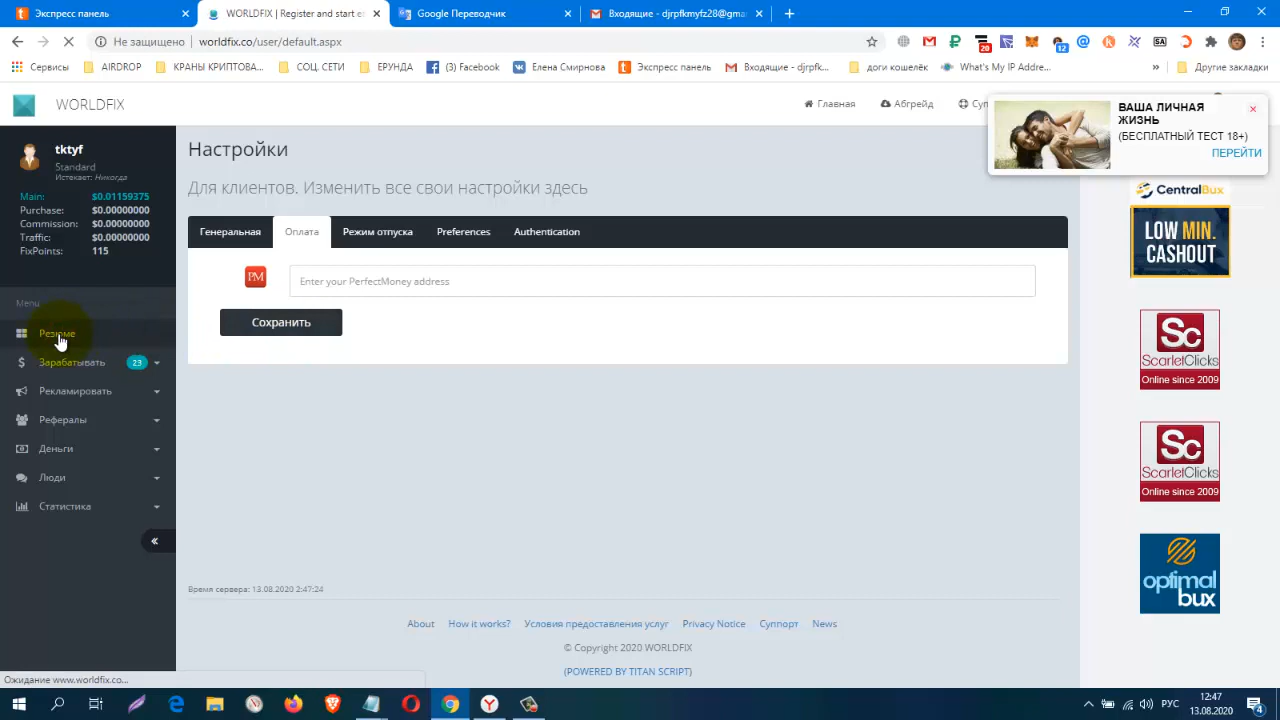 Экспресс панель
WORLDFIX | Register and start e
Google Переводчик
Входящие - djrpfkmyfz28@gma
Не защищено
worldfix.co/user/default.aspx
20
12
SA
Сервисы
AIRDROP
КРАНЫ КРИПТОВА...
СОЦ. СЕТИ
ЕРУНДА
(3) Facebook
Елена Смирнова
Экспресс панель
Входящие - djrpfk...
доги кошелёк
What's My IP Addre...
»
Другие закладки
WORLDFIX
Главная
Абгрейд
ВАША ЛИЧНАЯ
ЖИЗНЬ
(БЕСПЛАТНЫЙ ТЕСТ 18+)
ПЕРЕЙТИ
tktyf
Standard
Истекает: Никогда
Main: $0.01159375
Purchase: $0.00000000
Commission: $0.00000000
Traffic: $0.00000000
FixPoints: 115
Menu
Резюме
Зарабатывать 23
Рекламировать
Рефералы
Деньги
Люди
Статистика
Настройки
Для клиентов. Изменить все свои настройки здесь
Генеральная
Оплата
Режим отпуска
Preferences
Authentication
PM
Enter your PerfectMoney address
Сохранить
CentralBux
LOW MIN.
CASHOUT
Sc
ScarletClicks
Online since 2009
Sc
ScarletClicks
Online since 2009
optimal
bux
Время сервера: 13.08.2020 2:47:24
About
How it works?
Условия предоставления услуг
Privacy Notice
Суппорт
News
© Copyright 2020 WORLDFIX
(POWERED BY TITAN SCRIPT)
Ожидание www.worldfix.co...
РУС
12:47
13.08.2020
4